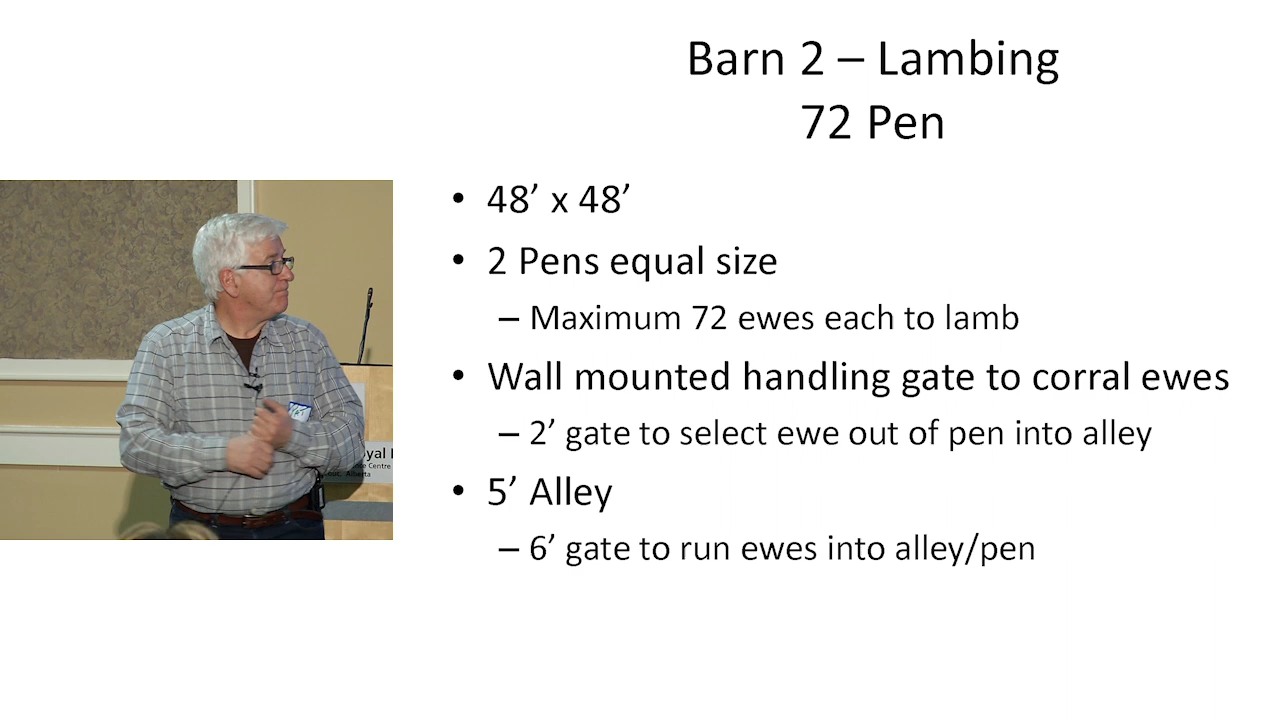 Barn 2 – Lambing
72 Pen
• 48’ x 48’
• 2 Pens equal size
– Maximum 72 ewes each to lamb
• Wall mounted handling gate to corral ewes
– 2’ gate to select ewe out of pen into alley
• 5’ Alley
– 6’ gate to run ewes into alley/pen
Alberta